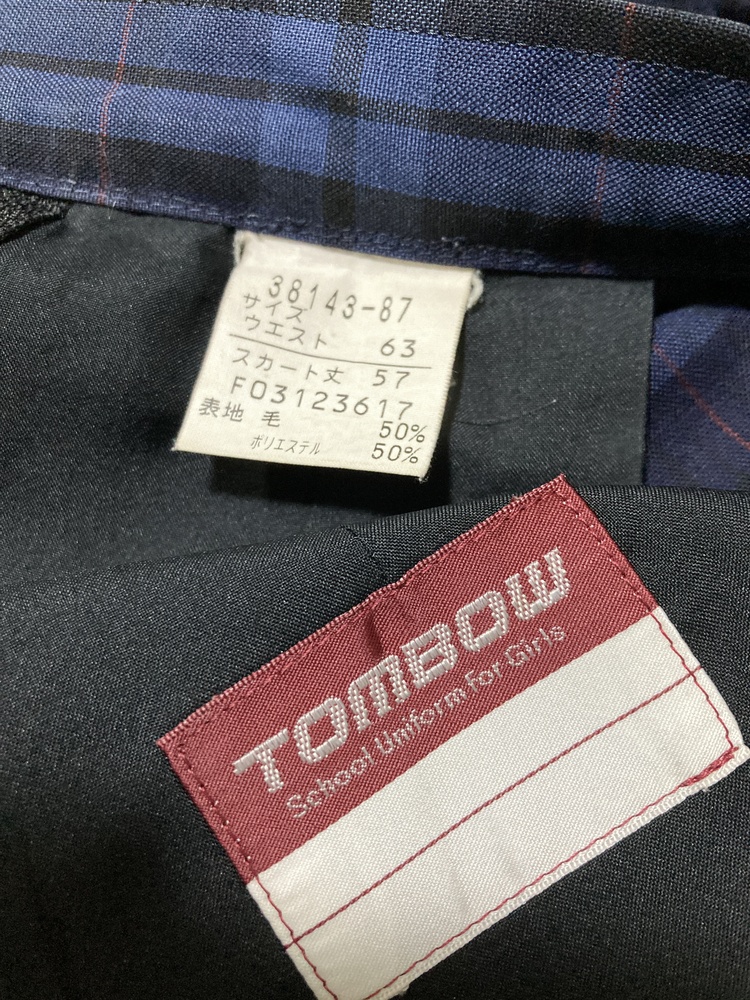 38143-87
サイズ
ウエスト 63
スカート丈 57
F03123617
表地 毛 50%
ポリエステル 50%
TOMBOW
School Uniform For Girls